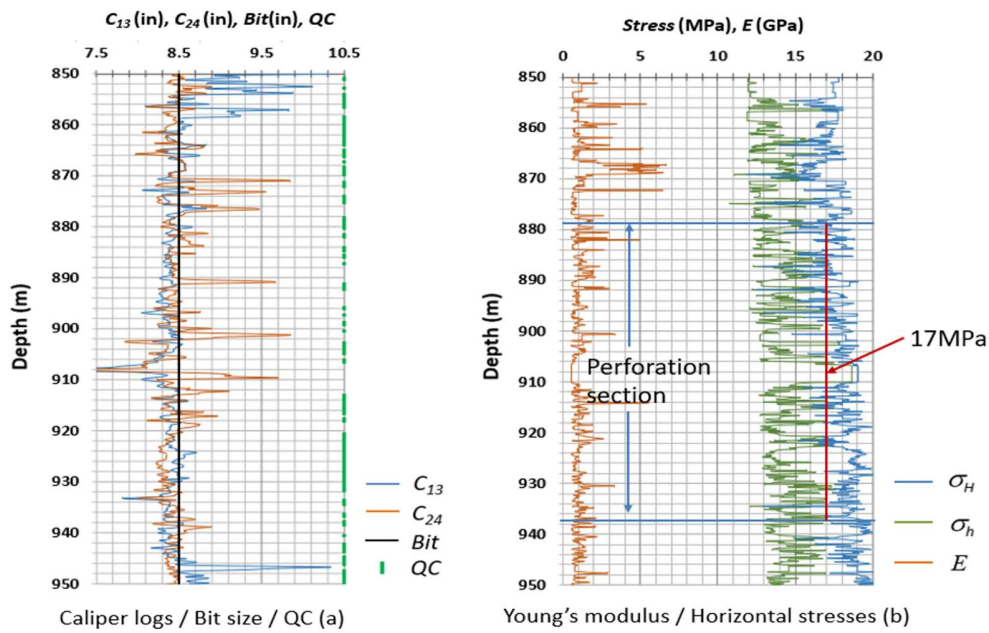 C13 (in), C24 (in), Bit(in), QC
7.5 8.5 9.5 10.5
850
860
870
880
890
900
910
920
930
940
950
Depth (m)
C13
C24
Bit
QC
Caliper logs / Bit size / QC (a)
Stress (MPa), E (GPa)
0 5 10 15 20
850
860
870
880
890
900
910
920
930
940
950
Depth (m)
Perforation
section
17MPa
σH
σh
E
Young's modulus / Horizontal stresses (b)